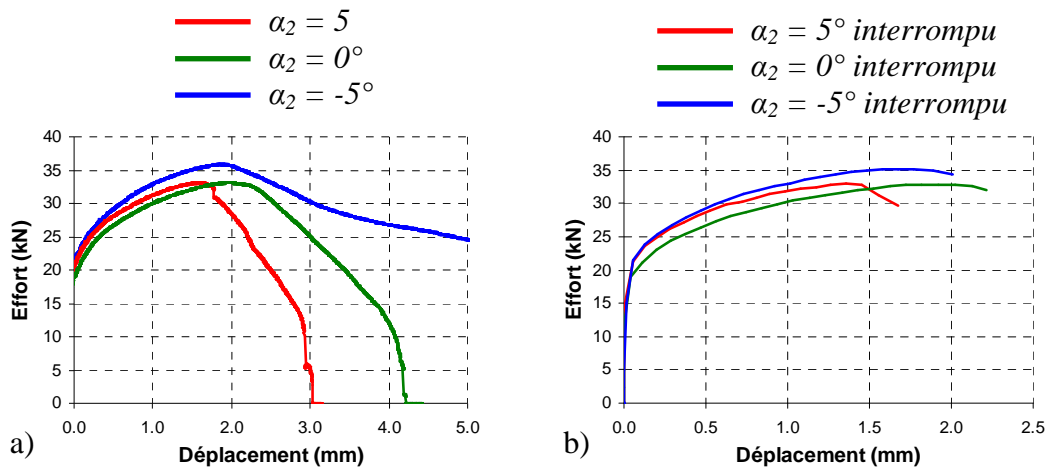 α2 = 5
α2 = 0°
α2 = -5°
40
35
30
25
20
15
10
5
0
Effort (kN)
0.0 1.0 2.0 3.0 4.0 5.0
Déplacement (mm)
a)
α2 = 5° interrompu
α2 = 0° interrompu
α2 = -5° interrompu
40
35
30
25
20
15
10
5
0
Effort (kN)
0.0 0.5 1.0 1.5 2.0 2.5
Déplacement (mm)
b)